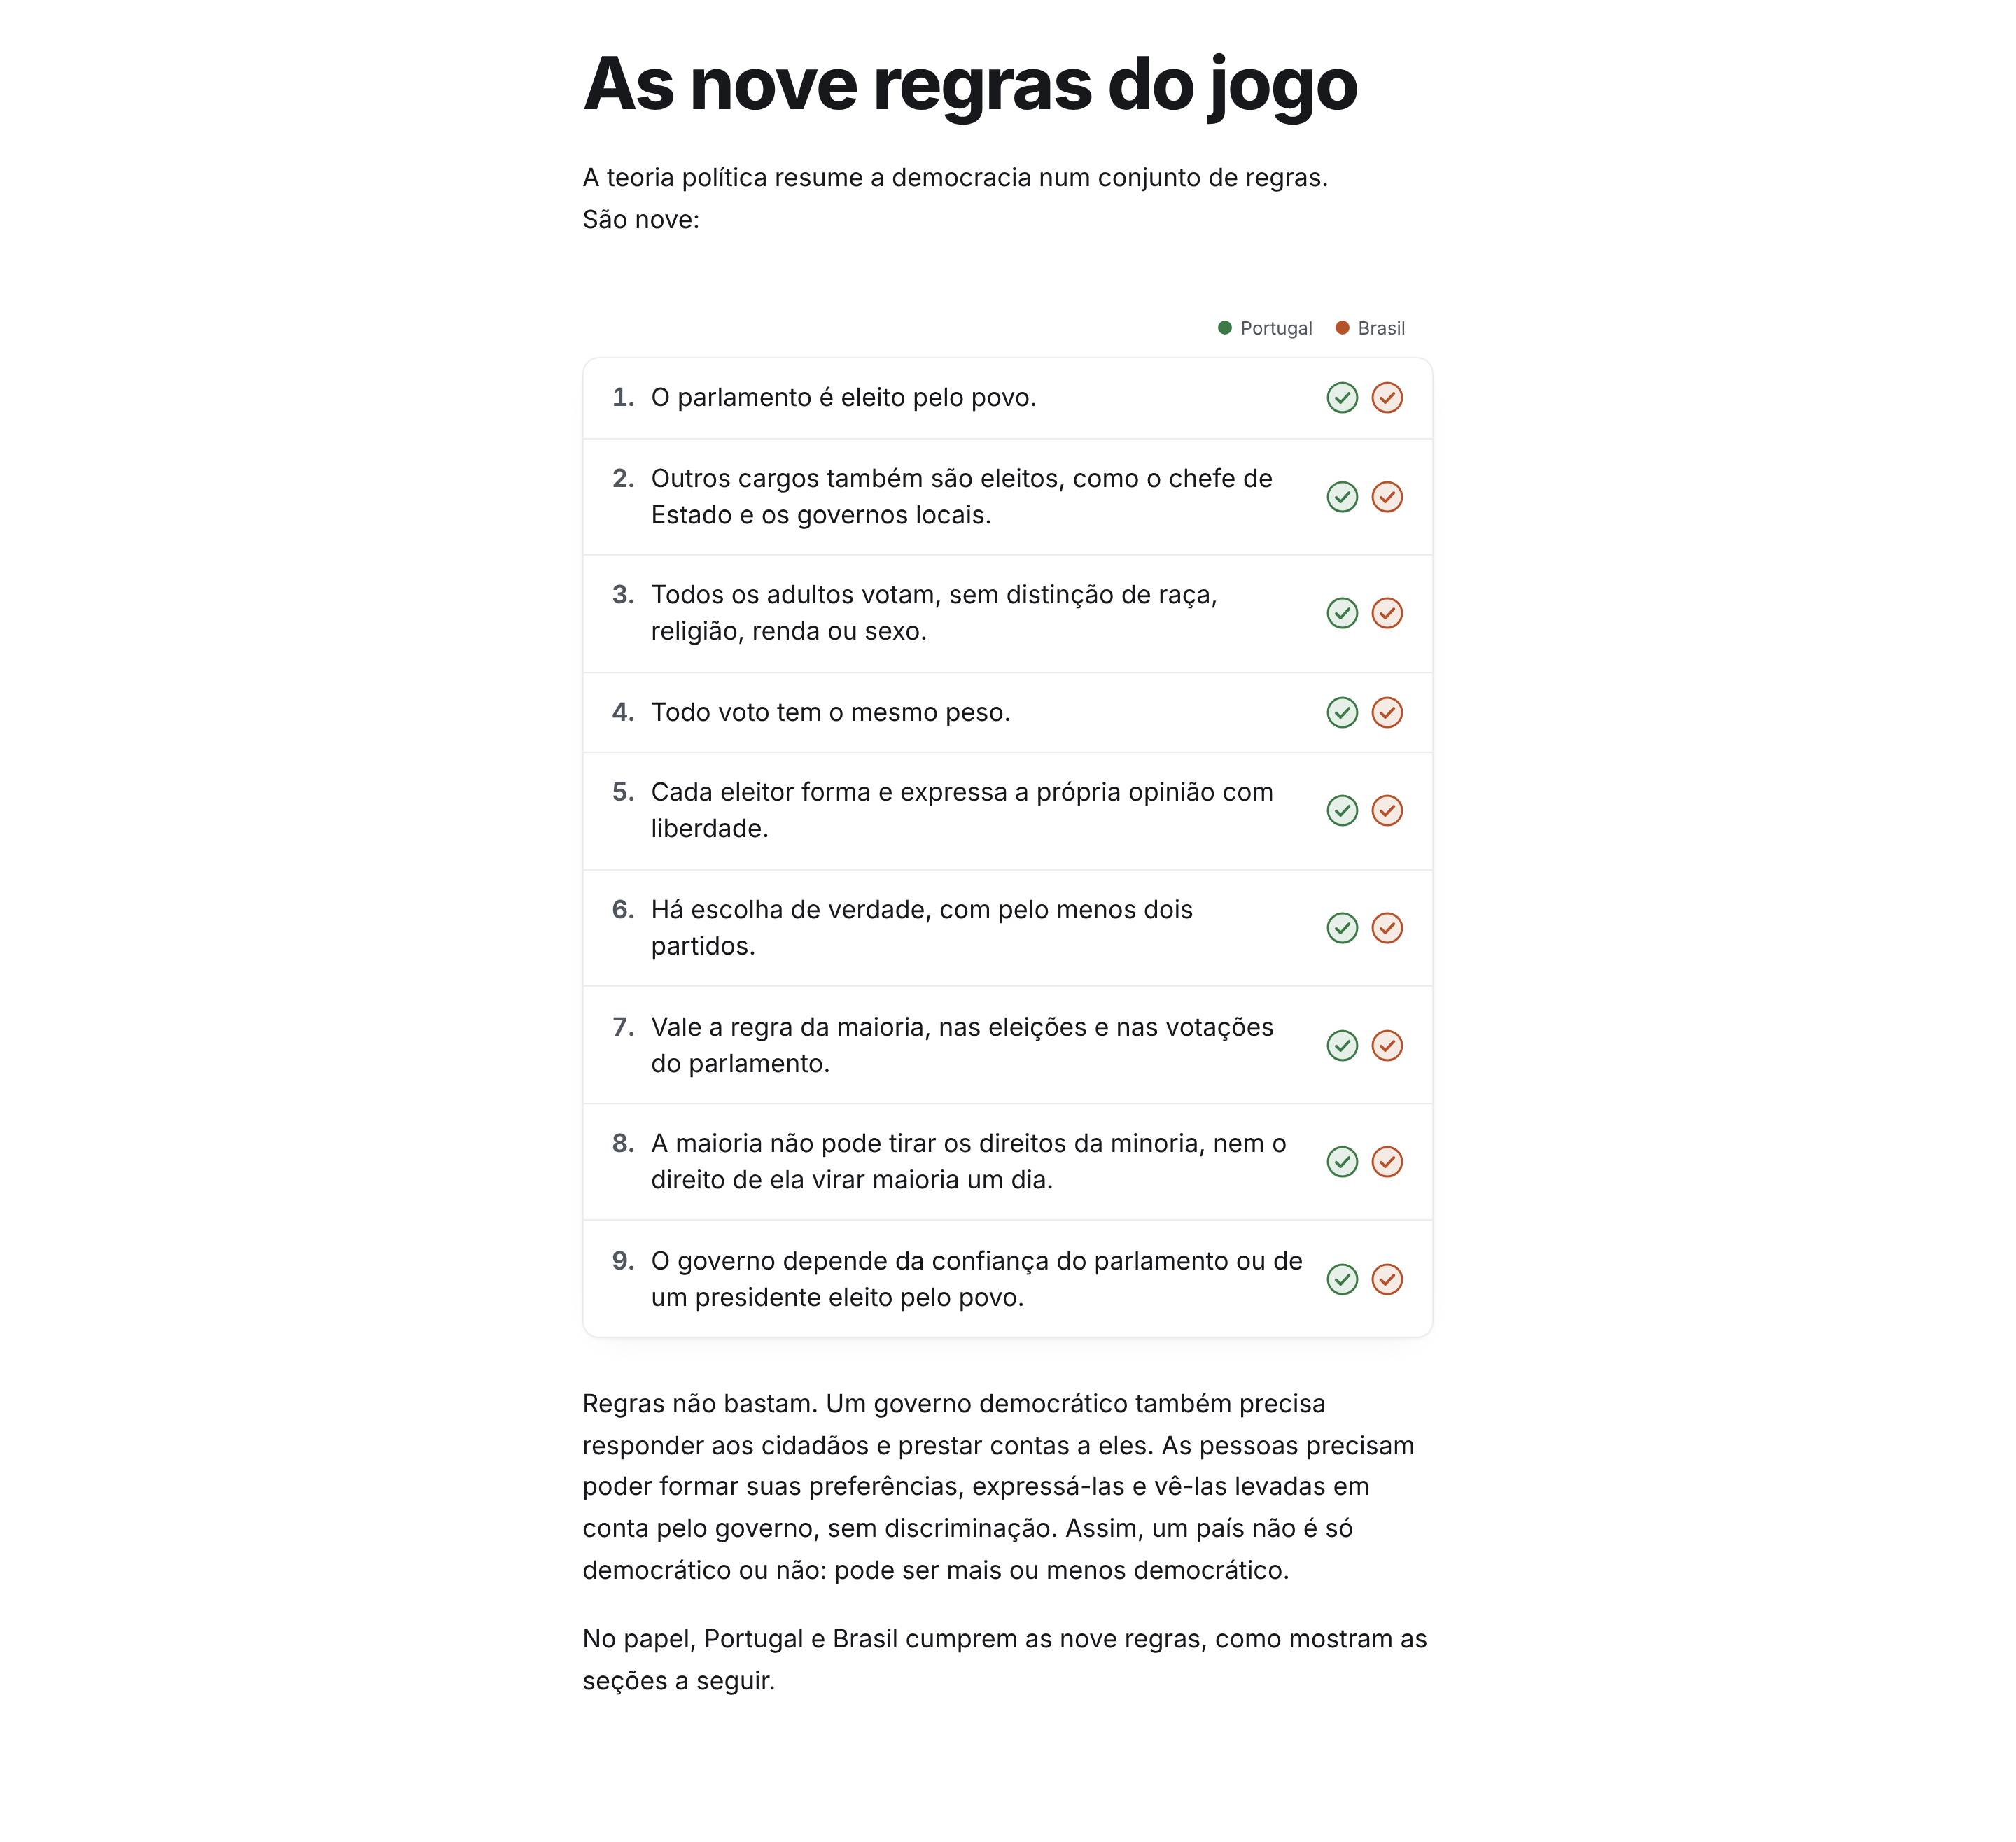 As nove regras do jogo
A teoria política resume a democracia num conjunto de regras.
São nove:
Portugal Brasil
1. O parlamento é eleito pelo povo.
2. Outros cargos também são eleitos, como o chefe de
Estado e os governos locais.
3. Todos os adultos votam, sem distinção de raça,
religião, renda ou sexo.
4. Todo voto tem o mesmo peso.
5. Cada eleitor forma e expressa a própria opinião com
liberdade.
6. Há escolha de verdade, com pelo menos dois
partidos.
7. Vale a regra da maioria, nas eleições e nas votações
do parlamento.
8. A maioria não pode tirar os direitos da minoria, nem o
direito de ela virar maioria um dia.
9. O governo depende da confiança do parlamento ou de
um presidente eleito pelo povo.
Regras não bastam. Um governo democrático também precisa
responder aos cidadãos e prestar contas a eles. As pessoas precisam
poder formar suas preferências, expressá-las e vê-las levadas em
conta pelo governo, sem discriminação. Assim, um país não é só
democrático ou não: pode ser mais ou menos democrático.
No papel, Portugal e Brasil cumprem as nove regras, como mostram as
seções a seguir.